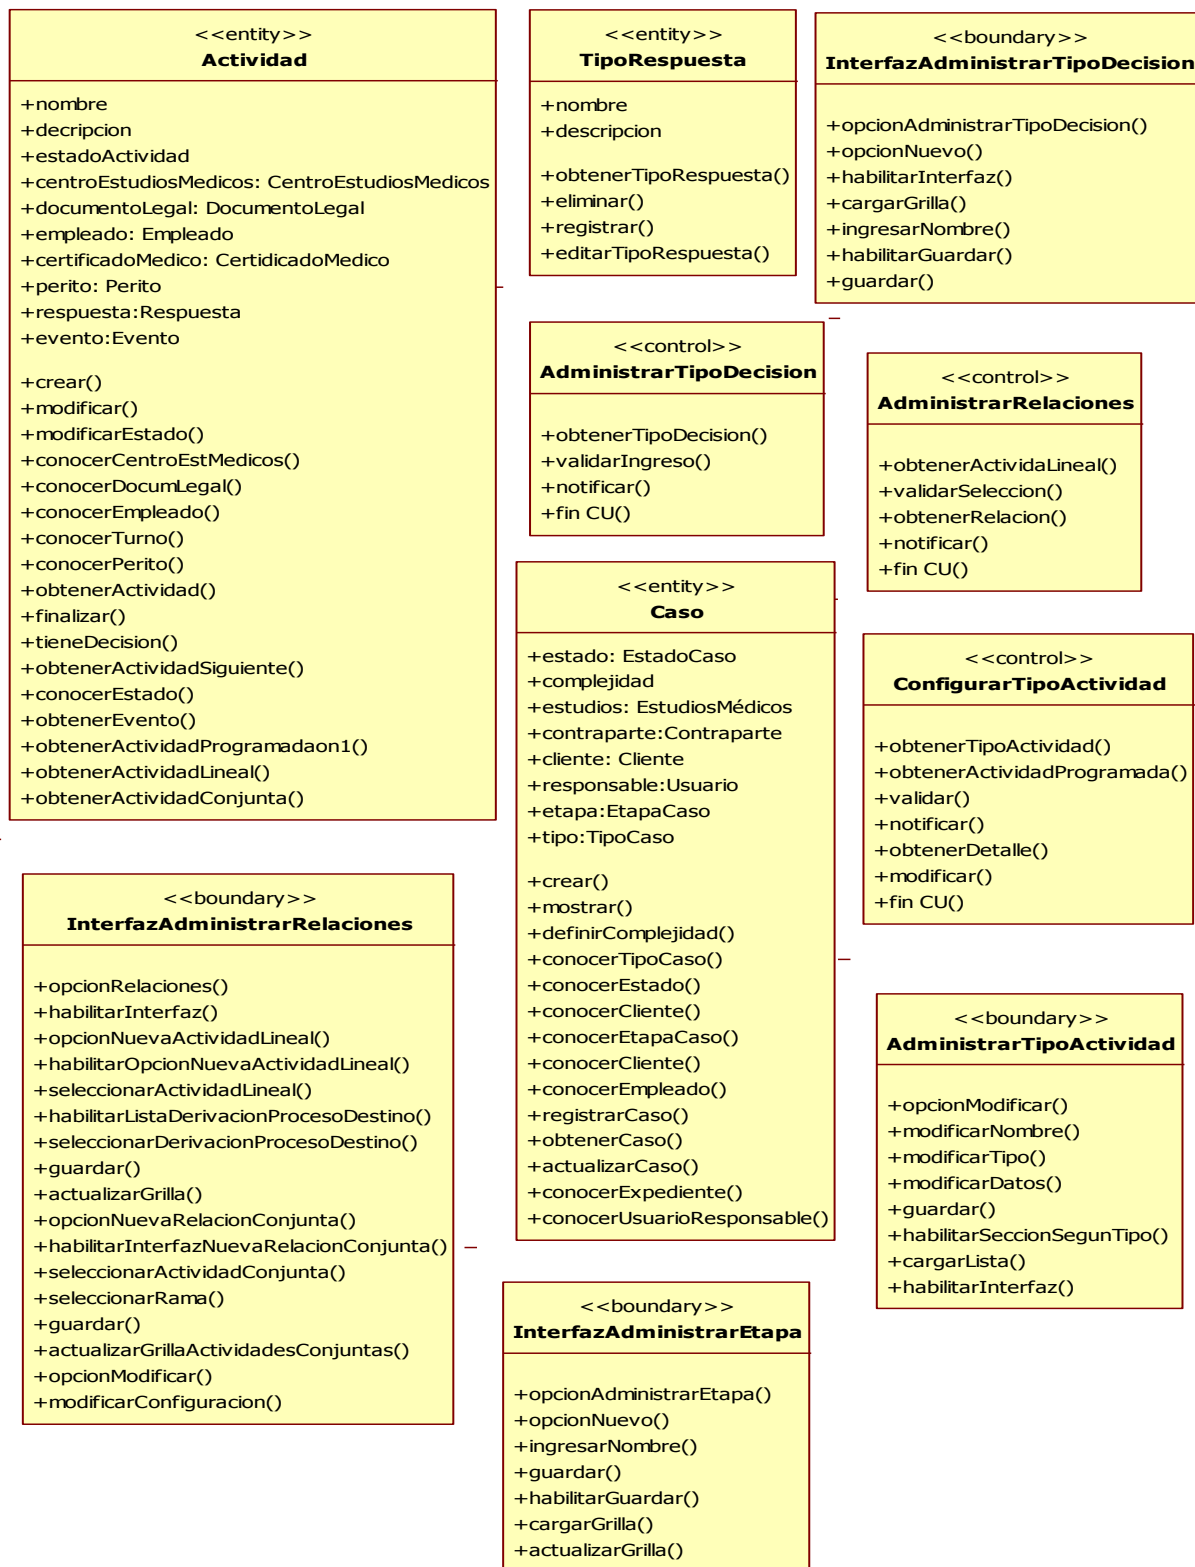 <<entity>>
Actividad
+nombre
+decripcion
+estadoActividad
+centroEstudiosMedicos: CentroEstudiosMedicos
+documentoLegal: DocumentoLegal
+empleado: Empleado
+certificadoMedico: CertidicadoMedico
+perito: Perito
+respuesta:Respuesta
+evento:Evento
+crear()
+modificar()
+modificarEstado()
+conocerCentroEstMedicos()
+conocerDocumLegal()
+conocerEmpleado()
+conocerTurno()
+conocerPerito()
+obtenerActividad()
+finalizar()
+tieneDecision()
+obtenerActividadSiguiente()
+conocerEstado()
+obtenerEvento()
+obtenerActividadProgramadaon1()
+obtenerActividadLineal()
+obtenerActividadConjunta()
<<entity>>
TipoRespuesta
+nombre
+descripcion
+obtenerTipoRespuesta()
+eliminar()
+registrar()
+editarTipoRespuesta()
<<boundary>>
InterfazAdministrarTipoDecision
+opcionAdministrarTipoDecision()
+opcionNuevo()
+habilitarInterfaz()
+cargarGrilla()
+ingresarNombre()
+habilitarGuardar()
+guardar()
<<control>>
AdministrarTipoDecision
+obtenerTipoDecision()
+validarIngreso()
+notificar()
+fin CU()
<<control>>
AdministrarRelaciones
+obtenerActividaLineal()
+validarSeleccion()
+obtenerRelacion()
+notificar()
+fin CU()
<<entity>>
Caso
+estado: EstadoCaso
+complejidad
+estudios: EstudiosMédicos
+contraparte:Contraparte
+cliente: Cliente
+responsable:Usuario
+etapa:EtapaCaso
+tipo:TipoCaso
+crear()
+mostrar()
+definirComplejidad()
+conocerTipoCaso()
+conocerEstado()
+conocerCliente()
+conocerEtapaCaso()
+conocerCliente()
+conocerEmpleado()
+registrarCaso()
+obtenerCaso()
+actualizarCaso()
+conocerExpediente()
+conocerUsuarioResponsable()
<<control>>
ConfigurarTipoActividad
+obtenerTipoActividad()
+obtenerActividadProgramada()
+validar()
+notificar()
+obtenerDetalle()
+modificar()
+fin CU()
<<boundary>>
InterfazAdministrarRelaciones
+opcionRelaciones()
+habilitarInterfaz()
+opcionNuevaActividadLineal()
+habilitarOpcionNuevaActividadLineal()
+seleccionarActividadLineal()
+habilitarListaDerivacionProcesoDestino()
+seleccionarDerivacionProcesoDestino()
+guardar()
+actualizarGrilla()
+opcionNuevaRelacionConjunta()
+habilitarInterfazNuevaRelacionConjunta()
+seleccionarActividadConjunta()
+seleccionarRama()
+guardar()
+actualizarGrillaActividadesConjuntas()
+opcionModificar()
+modificarConfiguracion()
<<boundary>>
AdministrarTipoActividad
+opcionModificar()
+modificarNombre()
+modificarTipo()
+modificarDatos()
+guardar()
+habilitarSeccionSegunTipo()
+cargarLista()
+habilitarInterfaz()
<<boundary>>
InterfazAdministrarEtapa
+opcionAdministrarEtapa()
+opcionNuevo()
+ingresarNombre()
+guardar()
+habilitarGuardar()
+cargarGrilla()
+actualizarGrilla()